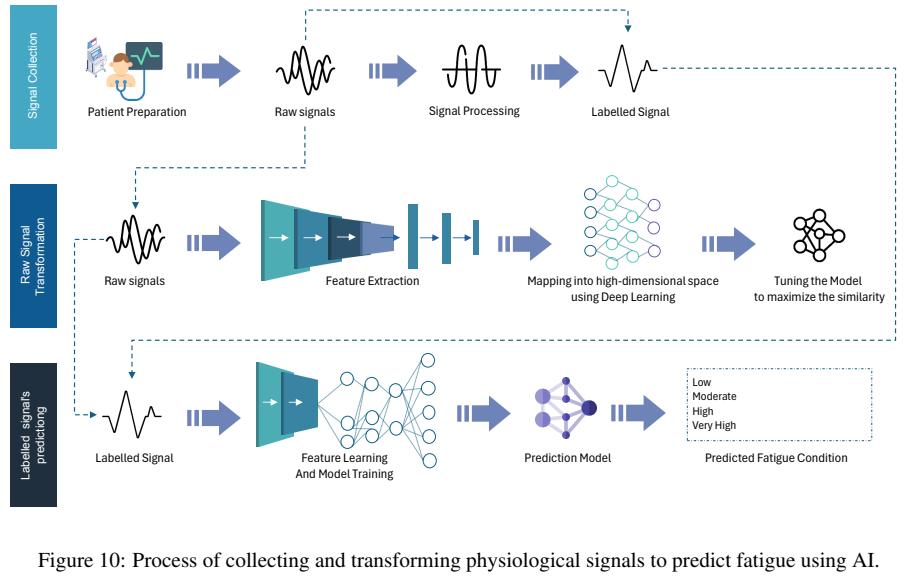 Signal Collection
Patient Preparation
Raw signals
Signal Processing
Labelled Signal
Raw Signal
Transformation
Raw signals
Feature Extraction
Mapping into high-dimensional space
using Deep Learning
Tuning the Model
to maximize the similarity
Labelled signal's
predictiong
Labelled Signal
Feature Learning
And Model Training
Prediction Model
Low
Moderate
High
Very High
Predicted Fatigue Condition
Figure 10: Process of collecting and transforming physiological signals to predict fatigue using AI.